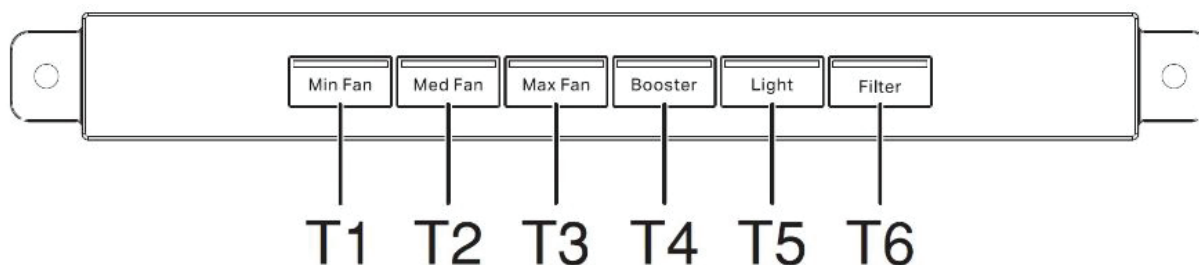 Min Fan Med Fan Max Fan Booster Light Filter
T1 T2 T3 T4 T5 T6